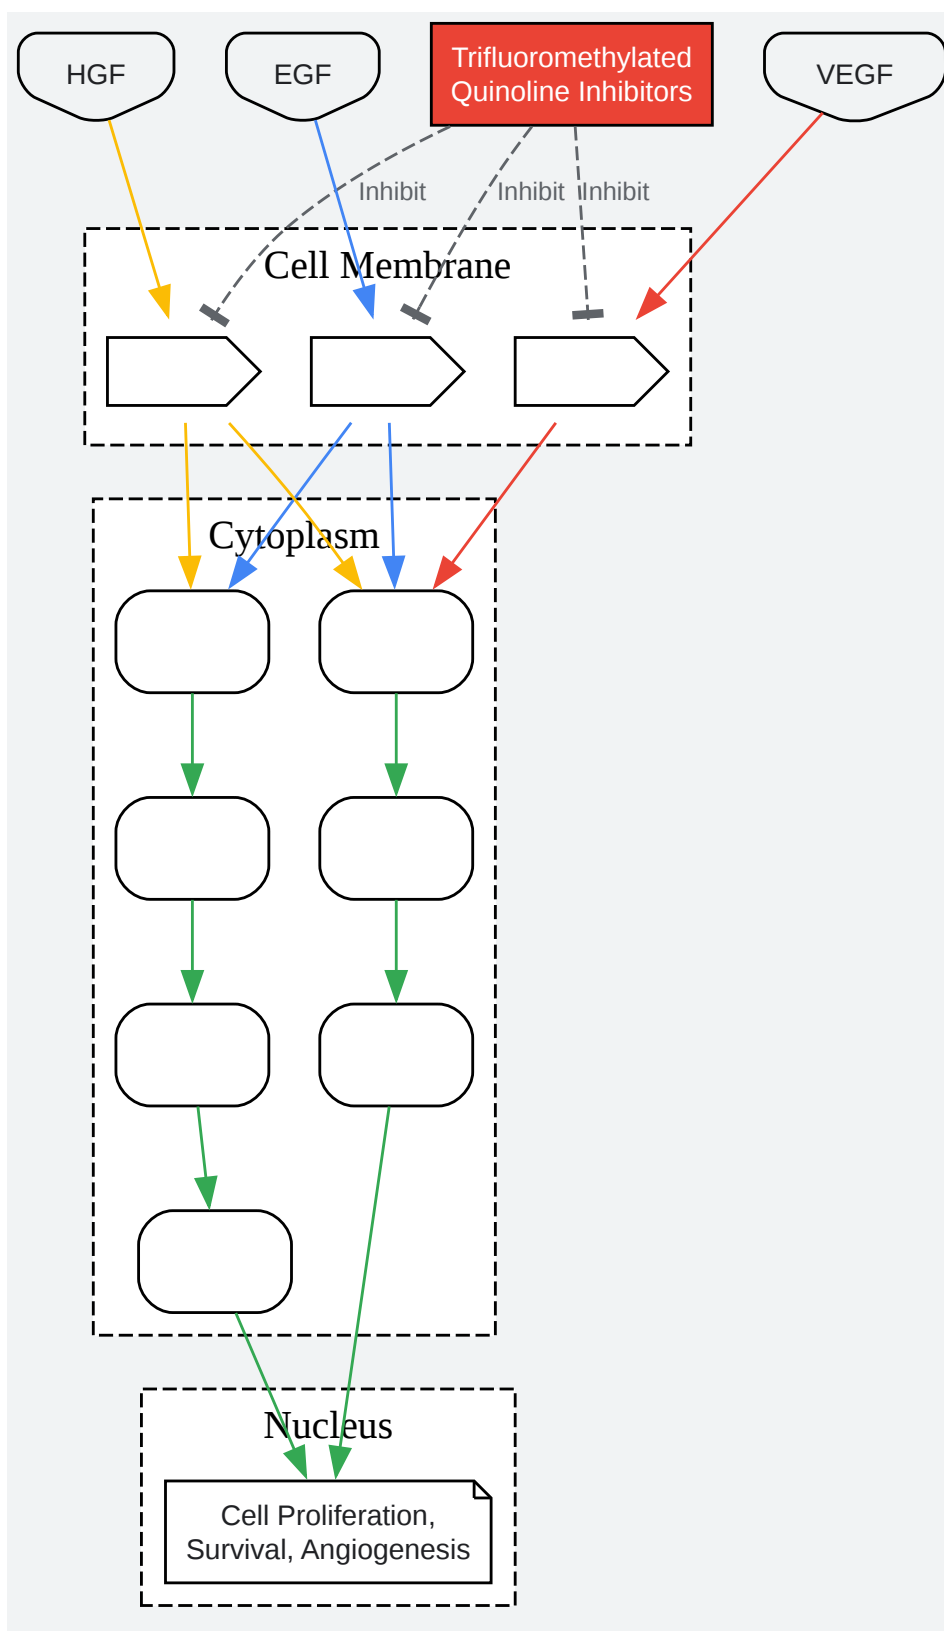 HGF
EGF
Trifluoromethylated
Quinoline Inhibitors
VEGF
Inhibit
Inhibit
Inhibit
Cell Membrane
Cytoplasm
Nucleus
Cell Proliferation,
Survival, Angiogenesis